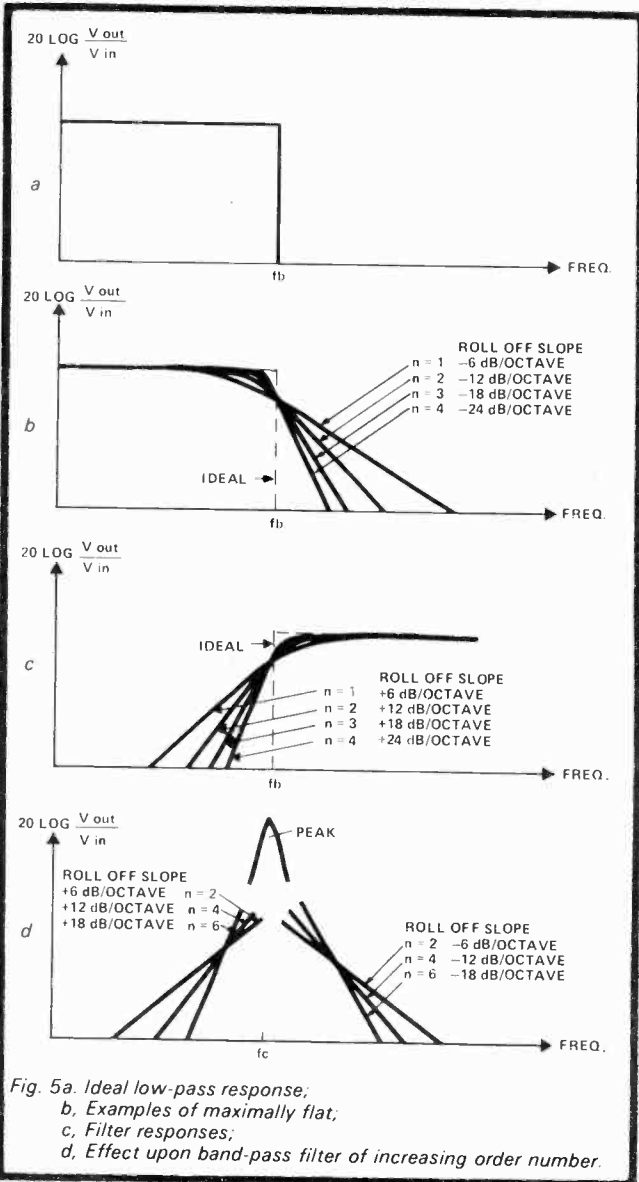 20 LOG V out
V in
a
fb
FREQ.
20 LOG V out
V in
ROLL OFF SLOPE
n = 1 −6 dB/OCTAVE
n = 2 −12 dB/OCTAVE
n = 3 −18 dB/OCTAVE
n = 4 −24 dB/OCTAVE
b
IDEAL
fb
FREQ.
20 LOG V out
V in
IDEAL
c
ROLL OFF SLOPE
n = 1 +6 dB/OCTAVE
n = 2 +12 dB/OCTAVE
n = 3 +18 dB/OCTAVE
n = 4 +24 dB/OCTAVE
fb
FREQ.
20 LOG V out
V in
PEAK
ROLL OFF SLOPE
+6 dB/OCTAVE n = 2
+12 dB/OCTAVE n = 4
+18 dB/OCTAVE n = 6
d
ROLL OFF SLOPE
n = 2 −6 dB/OCTAVE
n = 4 −12 dB/OCTAVE
n = 6 −18 dB/OCTAVE
fc
FREQ.
Fig. 5a. Ideal low-pass response;
b, Examples of maximally flat;
c, Filter responses;
d, Effect upon band-pass filter of increasing order number.